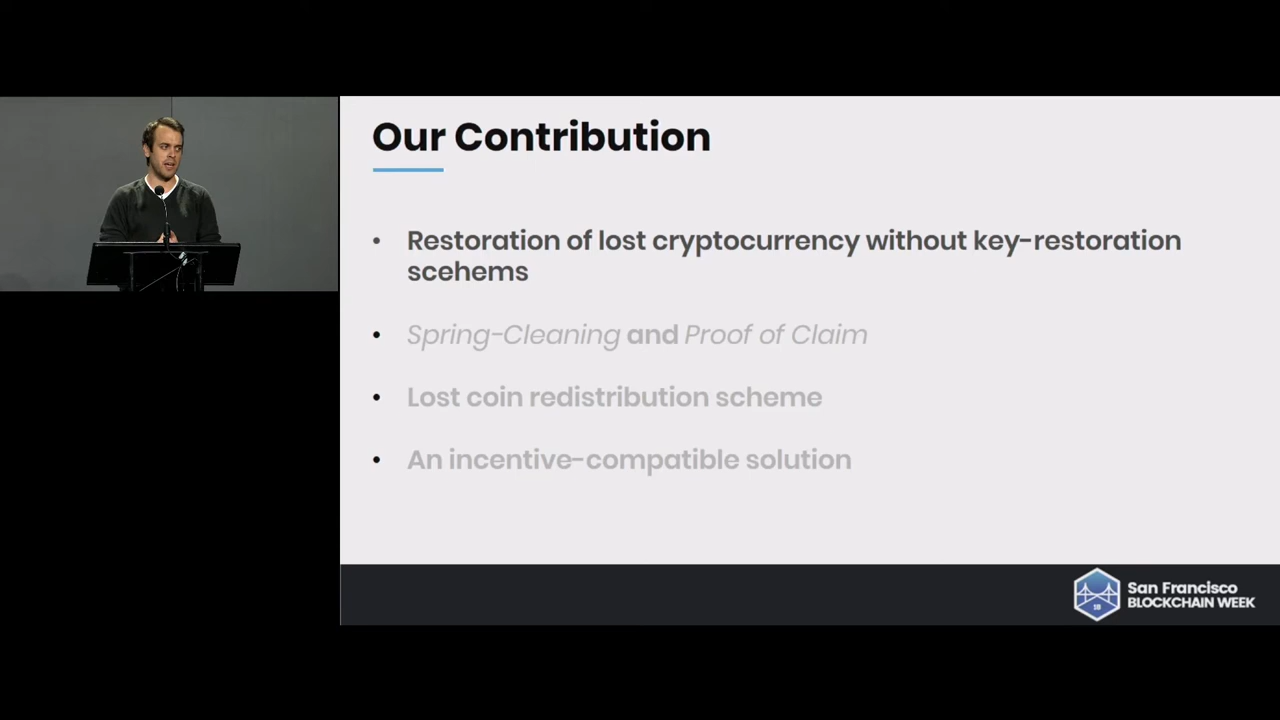 Our Contribution
• Restoration of lost cryptocurrency without key-restoration
scehems
• Spring-Cleaning and Proof of Claim
• Lost coin redistribution scheme
• An incentive-compatible solution
San Francisco
BLOCKCHAIN WEEK
SB